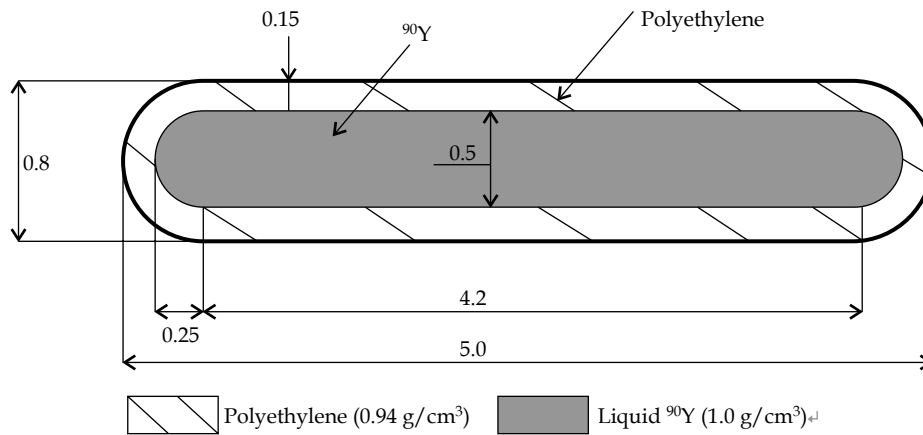 0.15
⁹⁰Y
Polyethylene
0.8
0.5
4.2
0.25
5.0
Polyethylene (0.94 g/cm³)
Liquid ⁹⁰Y (1.0 g/cm³)↵